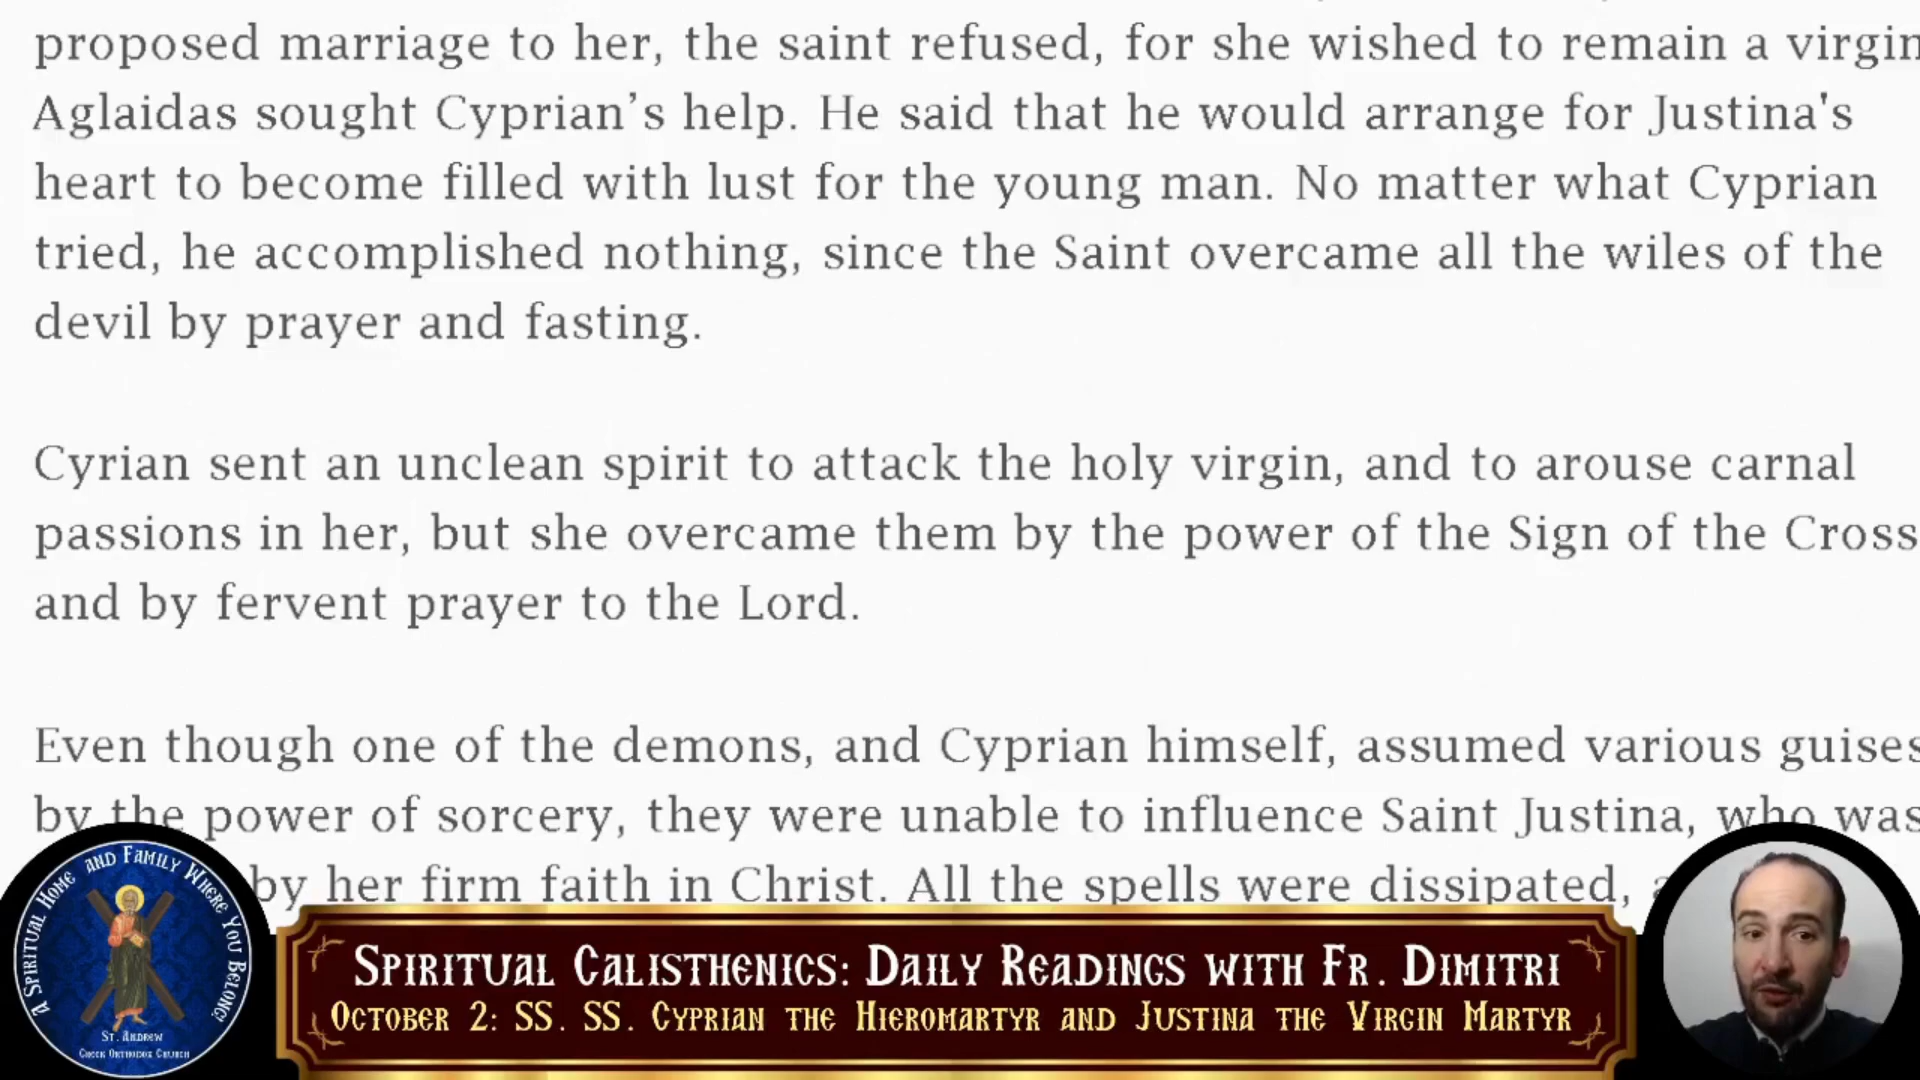 proposed marriage to her, the saint refused, for she wished to remain a virgin
Aglaidas sought Cyprian’s help. He said that he would arrange for Justina's
heart to become filled with lust for the young man. No matter what Cyprian
tried, he accomplished nothing, since the Saint overcame all the wiles of the
devil by prayer and fasting.
Cyrian sent an unclean spirit to attack the holy virgin, and to arouse carnal
passions in her, but she overcame them by the power of the Sign of the Cross
and by fervent prayer to the Lord.
Even though one of the demons, and Cyprian himself, assumed various guises
by the power of sorcery, they were unable to influence Saint Justina, who was
by her firm faith in Christ. All the spells were dissipated,
A Spiritual Home and Family Where You Belong!
St. Andrew
Greek Orthodox Church
Spiritual Calisthenics: Daily Readings with Fr. Dimitri
October 2: SS. SS. Cyprian the Hieromartyr and Justina the Virgin Martyr